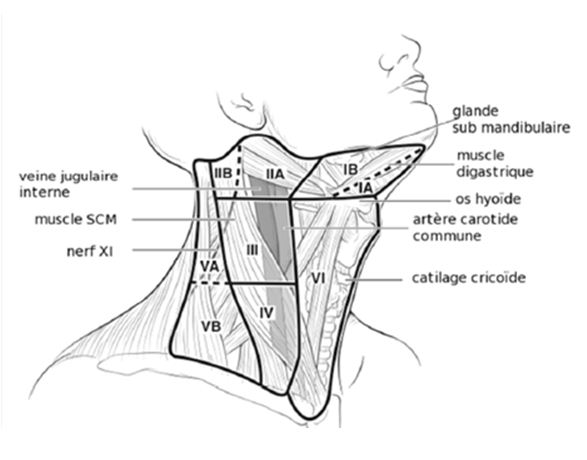 glande
sub mandibulaire
muscle
digastrique
os hyoïde
artère carotide
commune
catilage cricoïde
veine jugulaire
interne
muscle SCM
nerf XI
IIB
IIA
IB
IA
III
VA
VI
IV
VB